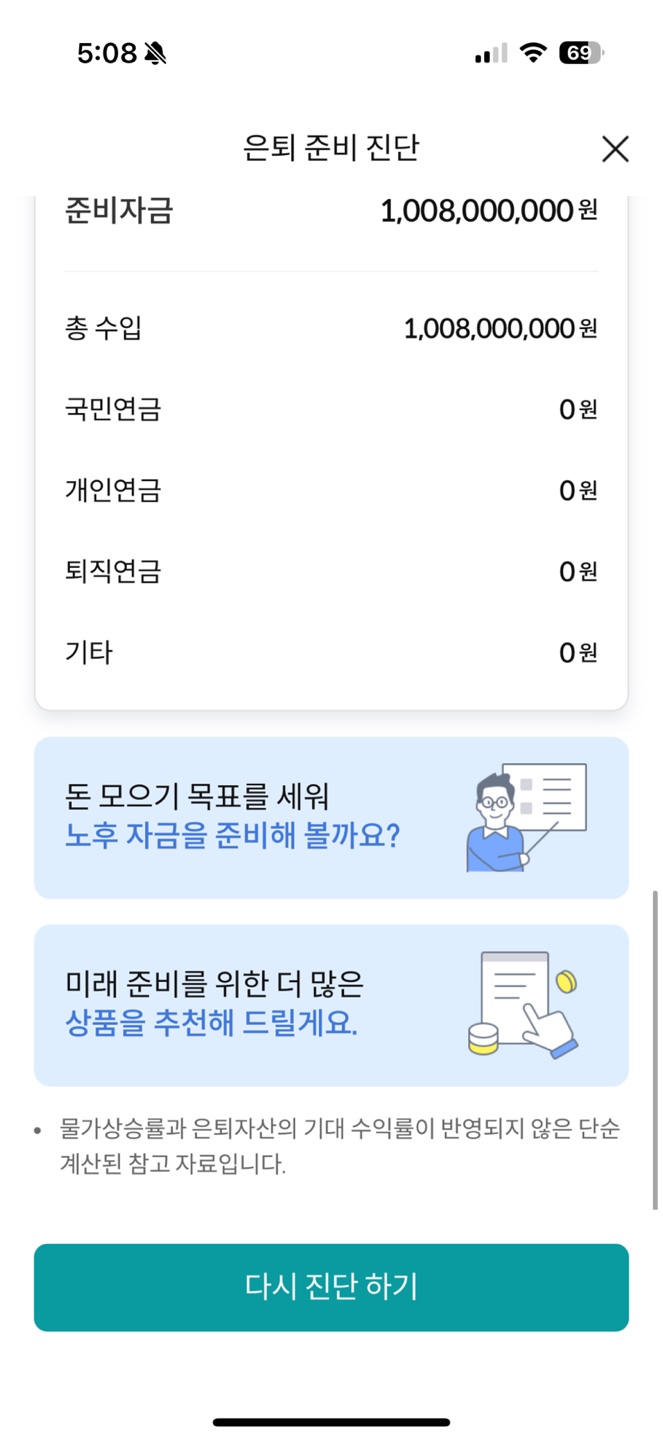 5:08
69
은퇴 준비 진단
준비자금 1,008,000,000원
총 수입 1,008,000,000원
국민연금 0원
개인연금 0원
퇴직연금 0원
기타 0원
돈 모으기 목표를 세워
노후 자금을 준비해 볼까요?
미래 준비를 위한 더 많은
상품을 추천해 드릴게요.
• 물가상승률과 은퇴자산의 기대 수익률이 반영되지 않은 단순
계산된 참고 자료입니다.
다시 진단 하기